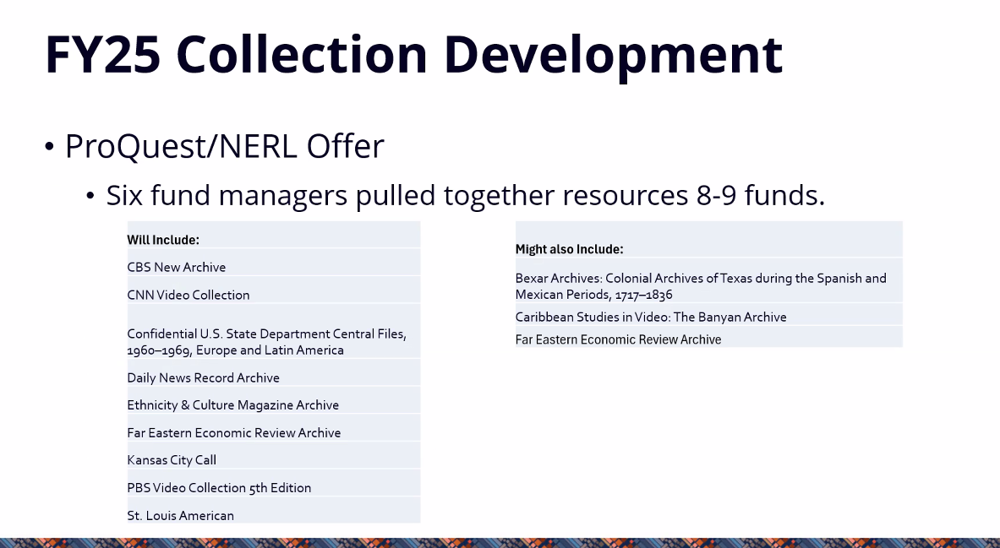 FY25 Collection Development
• ProQuest/NERL Offer
• Six fund managers pulled together resources 8-9 funds.
Will Include:
CBS New Archive
CNN Video Collection
Confidential U.S. State Department Central Files,
1960–1969, Europe and Latin America
Daily News Record Archive
Ethnicity & Culture Magazine Archive
Far Eastern Economic Review Archive
Kansas City Call
PBS Video Collection 5th Edition
St. Louis American
Might also Include:
Bexar Archives: Colonial Archives of Texas during the Spanish and
Mexican Periods, 1717–1836
Caribbean Studies in Video: The Banyan Archive
Far Eastern Economic Review Archive